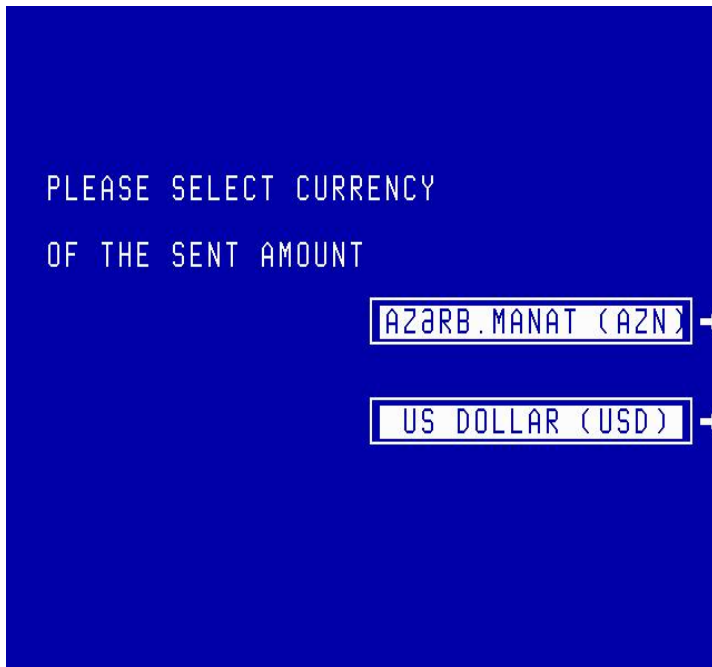 PLEASE SELECT CURRENCY
OF THE SENT AMOUNT
AZƏRB.MANAT (AZN)
US DOLLAR (USD)